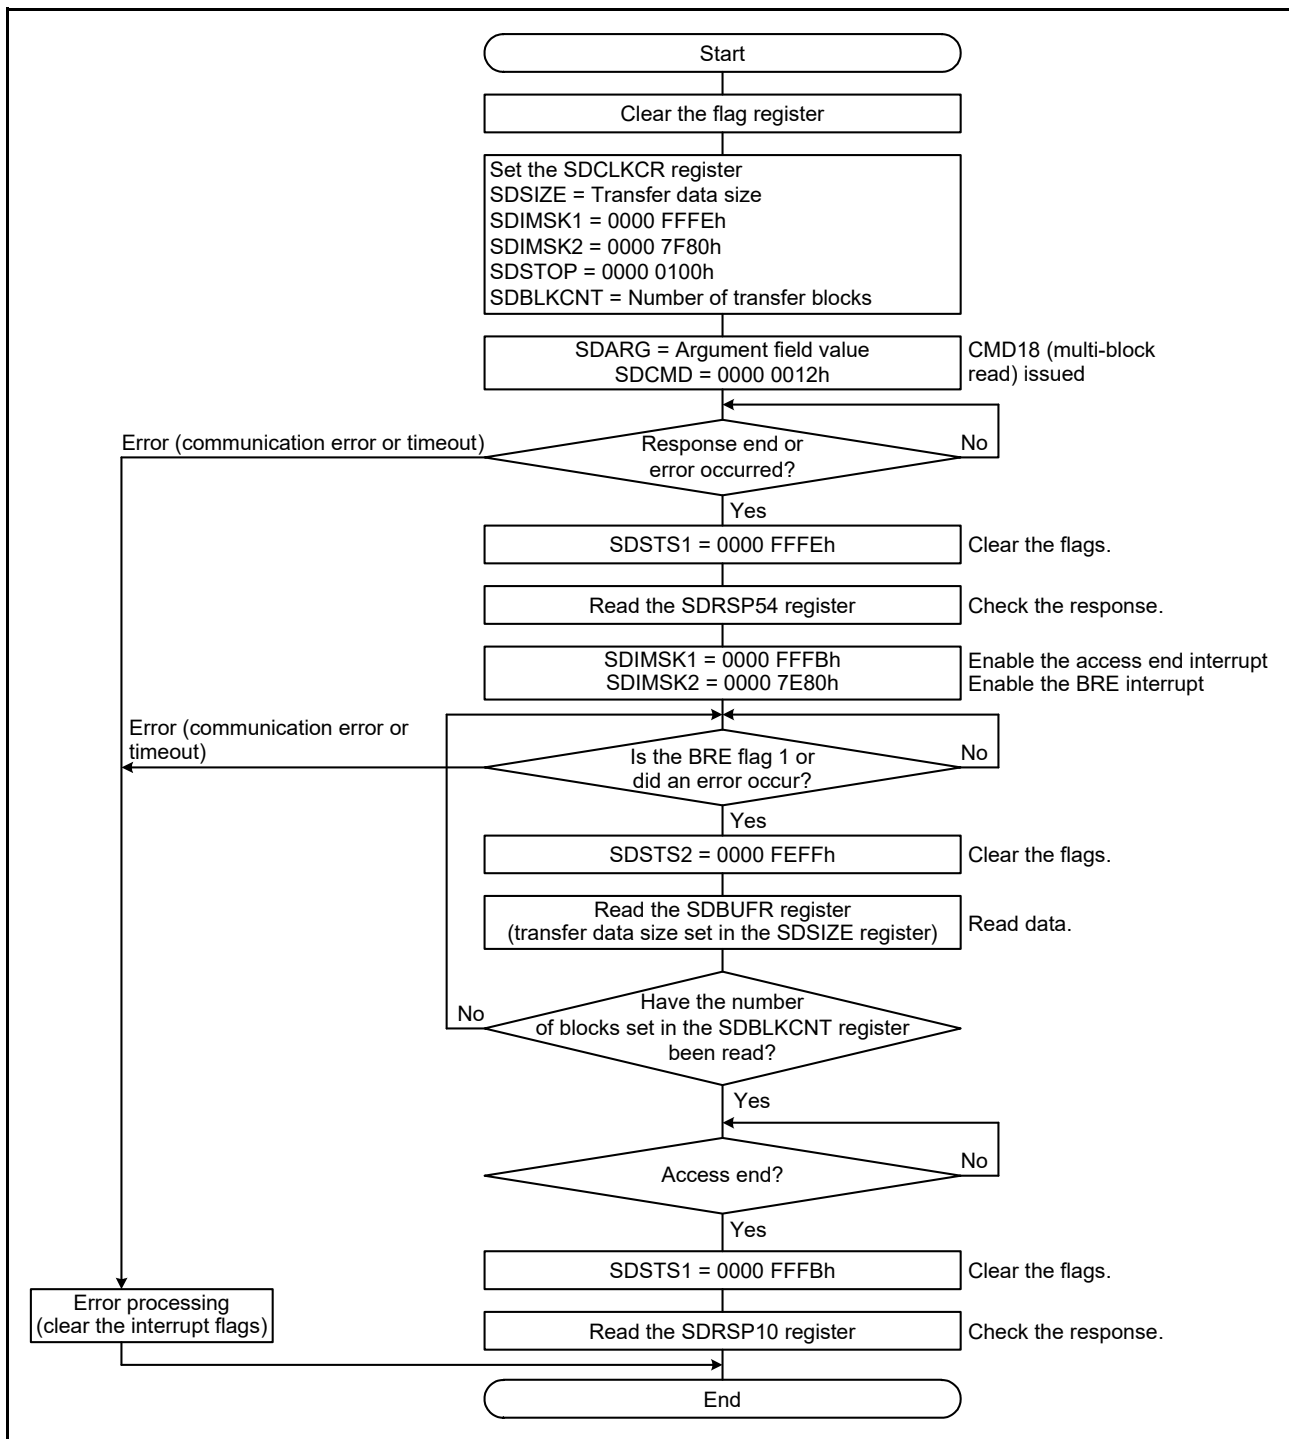 Start
Clear the flag register
Set the SDCLKCR register
SDSIZE = Transfer data size
SDIMSK1 = 0000 FFFEh
SDIMSK2 = 0000 7F80h
SDSTOP = 0000 0100h
SDBLKCNT = Number of transfer blocks
SDARG = Argument field value
SDCMD = 0000 0012h
CMD18 (multi-block
read) issued
Error (communication error or timeout)
Response end or
error occurred?
No
Yes
SDSTS1 = 0000 FFFEh
Clear the flags.
Read the SDRSP54 register
Check the response.
SDIMSK1 = 0000 FFFBh
SDIMSK2 = 0000 7E80h
Enable the access end interrupt
Enable the BRE interrupt
Error (communication error or
timeout)
Is the BRE flag 1 or
did an error occur?
No
Yes
SDSTS2 = 0000 FEFFh
Clear the flags.
Read the SDBUFR register
(transfer data size set in the SDSIZE register)
Read data.
No
Have the number
of blocks set in the SDBLKCNT register
been read?
Yes
Access end?
No
Yes
SDSTS1 = 0000 FFFBh
Clear the flags.
Error processing
(clear the interrupt flags)
Read the SDRSP10 register
Check the response.
End